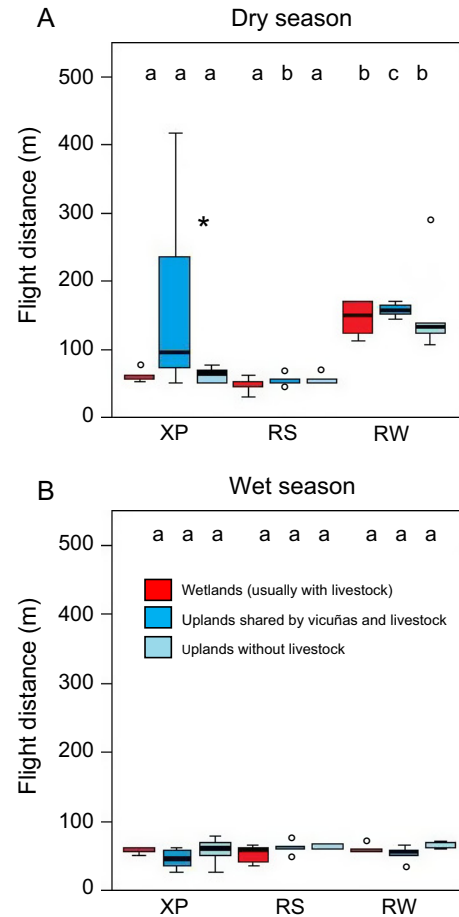 A
Dry season
500
400
300
200
100
0
Flight distance (m)
a a a a b a b c b
*
XP RS RW
B
Wet season
500
400
300
200
100
0
Flight distance (m)
a a a a a a a a a
Wetlands (usually with livestock)
Uplands shared by vicuñas and livestock
Uplands without livestock
XP RS RW